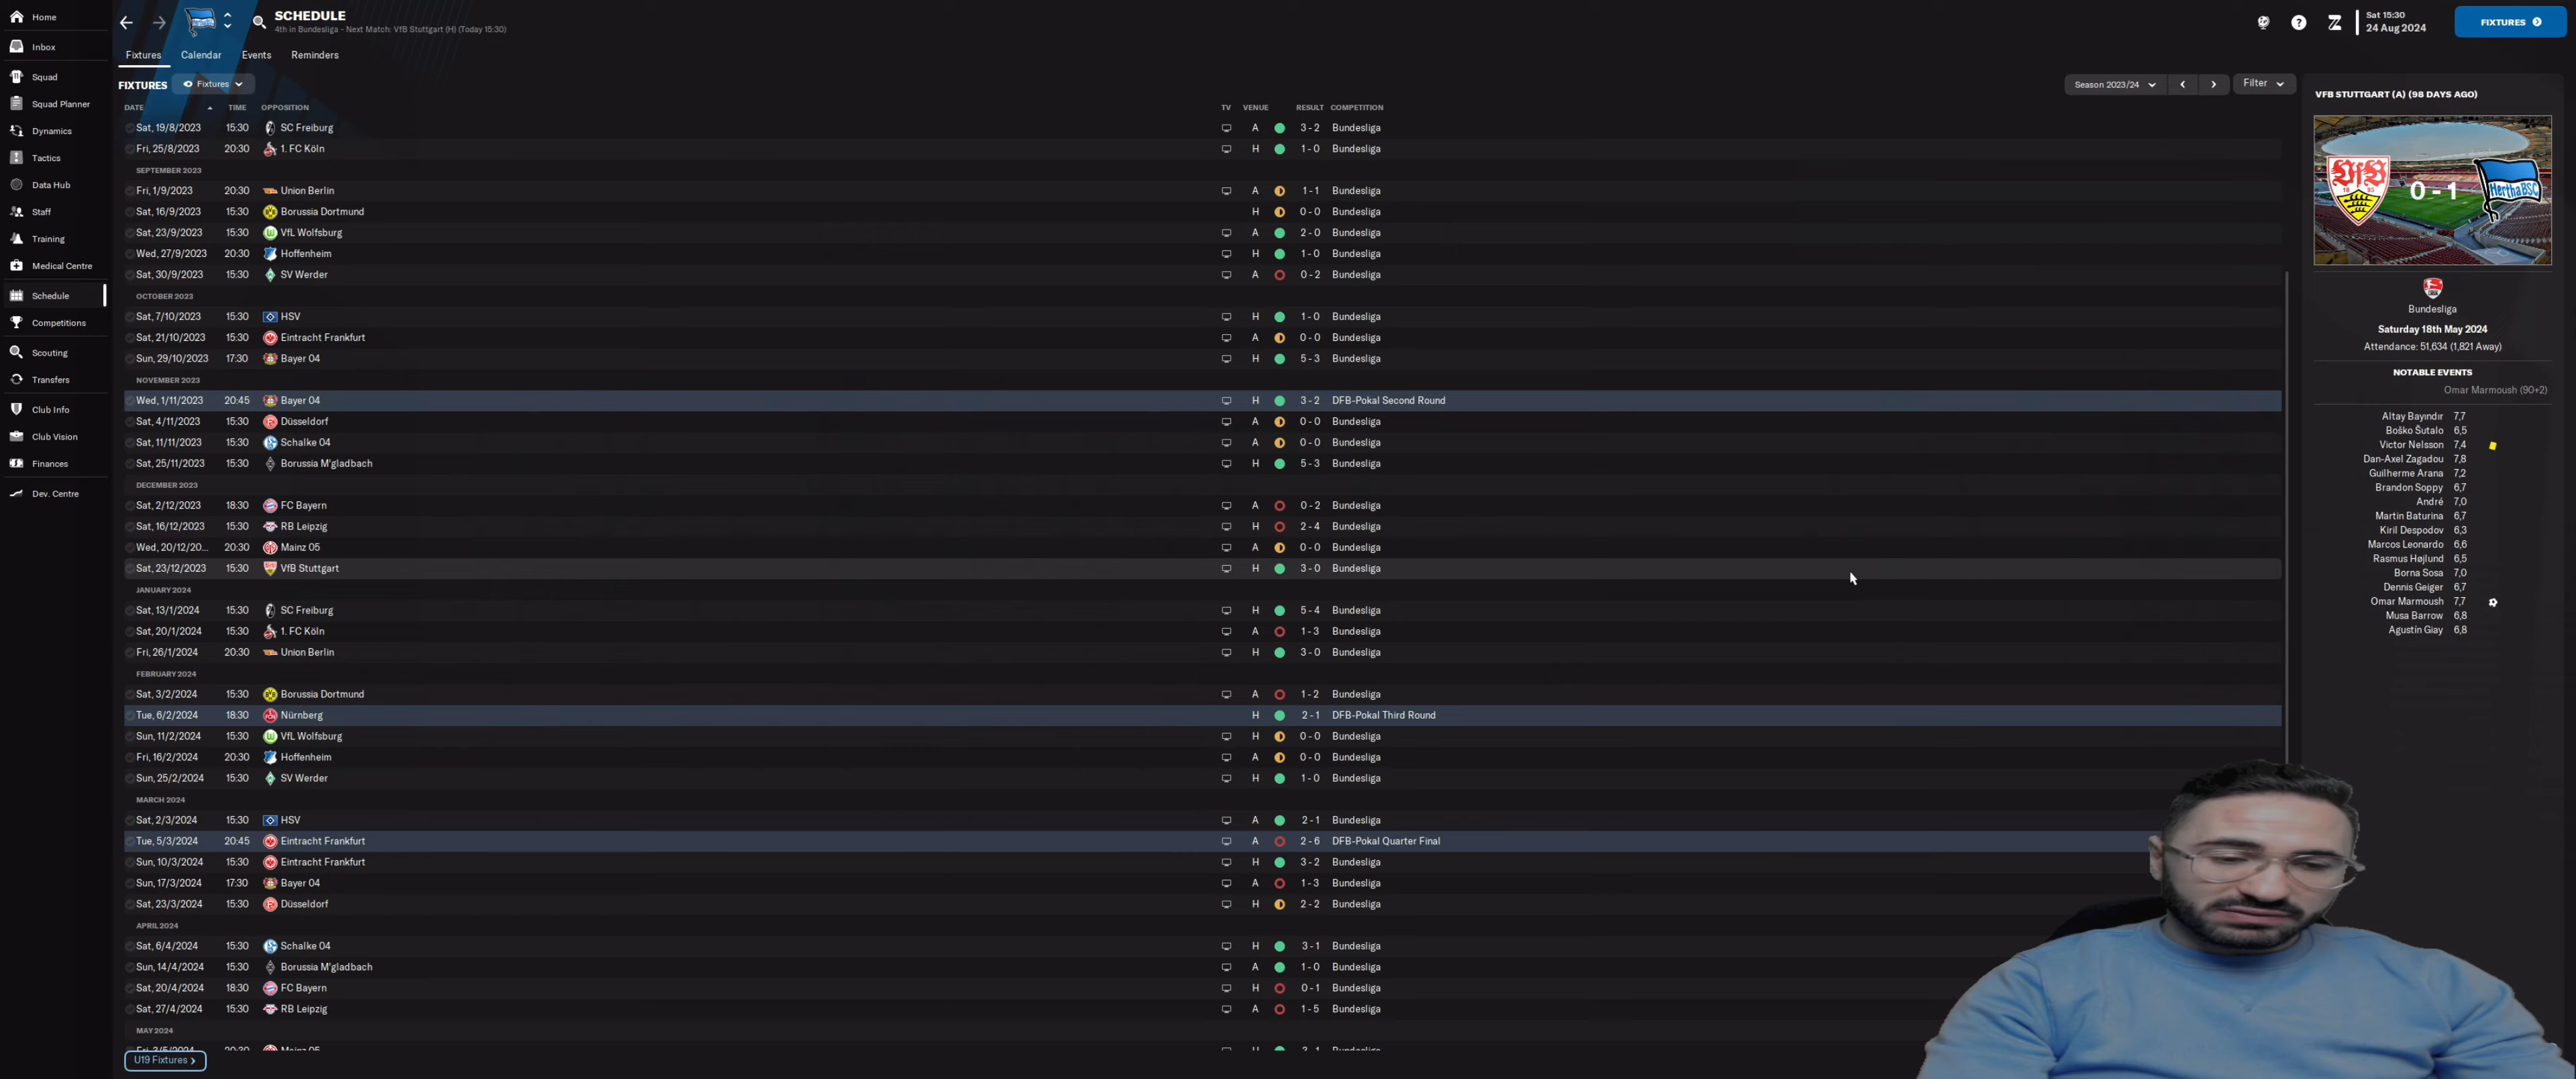 Home
Inbox
Squad
Squad Planner
Dynamics
Tactics
Data Hub
Staff
Training
Medical Centre
Schedule
Competitions
Scouting
Transfers
Club Info
Club Vision
Finances
Dev. Centre
SCHEDULE
4th in Bundesliga - Next Match: VfB Stuttgart (H) (Today 15:30)
Sat 15:30
24 Aug 2024
FIXTURES
Fixtures Calendar Events Reminders
FIXTURES Fixtures
Season 2023/24 Filter
DATE TIME OPPOSITION TV VENUE RESULT COMPETITION
Sat, 19/8/2023 15:30 SC Freiburg A 3 - 2 Bundesliga
Fri, 25/8/2023 20:30 1. FC Köln H 1 - 0 Bundesliga
SEPTEMBER 2023
Fri, 1/9/2023 20:30 Union Berlin A 1 - 1 Bundesliga
Sat, 16/9/2023 15:30 Borussia Dortmund H 0 - 0 Bundesliga
Sat, 23/9/2023 15:30 VfL Wolfsburg A 2 - 0 Bundesliga
Wed, 27/9/2023 20:30 Hoffenheim H 1 - 0 Bundesliga
Sat, 30/9/2023 15:30 SV Werder A 0 - 2 Bundesliga
OCTOBER 2023
Sat, 7/10/2023 15:30 HSV H 1 - 0 Bundesliga
Sat, 21/10/2023 15:30 Eintracht Frankfurt A 0 - 0 Bundesliga
Sun, 29/10/2023 17:30 Bayer 04 H 5 - 3 Bundesliga
NOVEMBER 2023
Wed, 1/11/2023 20:45 Bayer 04 H 3 - 2 DFB-Pokal Second Round
Sat, 4/11/2023 15:30 Düsseldorf A 0 - 0 Bundesliga
Sat, 11/11/2023 15:30 Schalke 04 A 0 - 0 Bundesliga
Sat, 25/11/2023 15:30 Borussia M'gladbach H 5 - 3 Bundesliga
DECEMBER 2023
Sat, 2/12/2023 18:30 FC Bayern A 0 - 2 Bundesliga
Sat, 16/12/2023 15:30 RB Leipzig H 2 - 4 Bundesliga
Wed, 20/12/20... 20:30 Mainz 05 A 0 - 0 Bundesliga
Sat, 23/12/2023 15:30 VfB Stuttgart H 3 - 0 Bundesliga
JANUARY 2024
Sat, 13/1/2024 15:30 SC Freiburg H 5 - 4 Bundesliga
Sat, 20/1/2024 15:30 1. FC Köln A 1 - 3 Bundesliga
Fri, 26/1/2024 20:30 Union Berlin H 3 - 0 Bundesliga
FEBRUARY 2024
Sat, 3/2/2024 15:30 Borussia Dortmund A 1 - 2 Bundesliga
Tue, 6/2/2024 18:30 Nürnberg H 2 - 1 DFB-Pokal Third Round
Sun, 11/2/2024 15:30 VfL Wolfsburg H 0 - 0 Bundesliga
Fri, 16/2/2024 20:30 Hoffenheim A 0 - 0 Bundesliga
Sun, 25/2/2024 15:30 SV Werder H 1 - 0 Bundesliga
MARCH 2024
Sat, 2/3/2024 15:30 HSV A 2 - 1 Bundesliga
Tue, 5/3/2024 20:45 Eintracht Frankfurt A 2 - 6 DFB-Pokal Quarter Final
Sun, 10/3/2024 15:30 Eintracht Frankfurt H 3 - 2 Bundesliga
Sun, 17/3/2024 17:30 Bayer 04 A 1 - 3 Bundesliga
Sat, 23/3/2024 15:30 Düsseldorf H 2 - 2 Bundesliga
APRIL 2024
Sat, 6/4/2024 15:30 Schalke 04 H 3 - 1 Bundesliga
Sun, 14/4/2024 15:30 Borussia M'gladbach A 1 - 0 Bundesliga
Sat, 20/4/2024 18:30 FC Bayern H 0 - 1 Bundesliga
Sat, 27/4/2024 15:30 RB Leipzig A 1 - 5 Bundesliga
MAY 2024
U19 Fixtures
VFB STUTTGART (A) (98 DAYS AGO)
VfB
18 93
0 - 1
Hertha BSC
Bundesliga
Saturday 18th May 2024
Attendance: 51,634 (1,821 Away)
NOTABLE EVENTS
Omar Marmoush (90+2)
Altay Bayındır 7,7
Boško Šutalo 6,5
Victor Nelsson 7,4
Dan-Axel Zagadou 7,8
Guilherme Arana 7,2
Brandon Soppy 6,7
André 7,0
Martin Baturina 6,7
Kiril Despodov 6,3
Marcos Leonardo 6,6
Rasmus Højlund 6,5
Borna Sosa 7,0
Dennis Geiger 6,7
Omar Marmoush 7,7
Musa Barrow 6,8
Agustín Giay 6,8